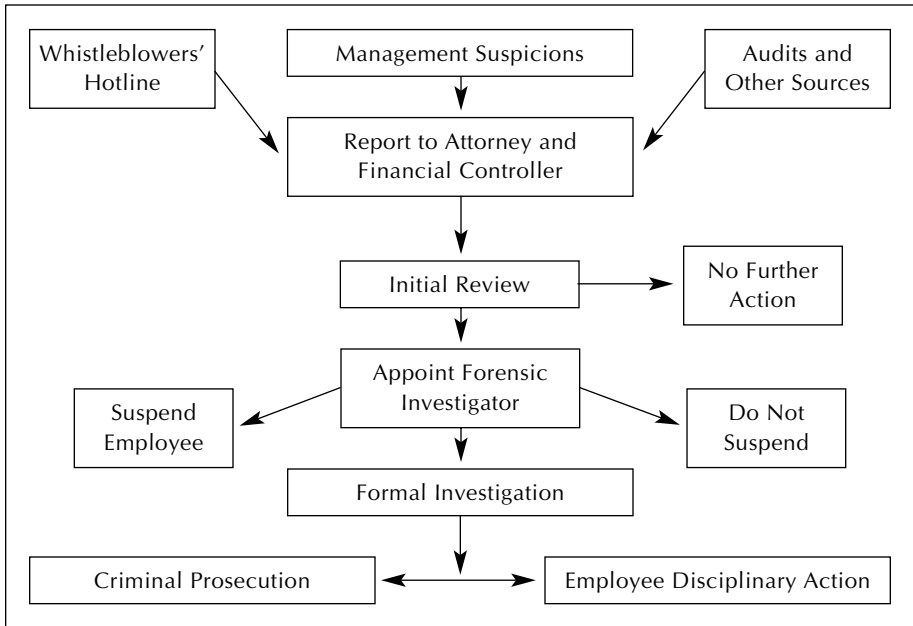 Whistleblowers’
Hotline
Management Suspicions
Audits and
Other Sources
Report to Attorney and
Financial Controller
Initial Review
No Further
Action
Appoint Forensic
Investigator
Suspend
Employee
Do Not
Suspend
Formal Investigation
Criminal Prosecution
Employee Disciplinary Action